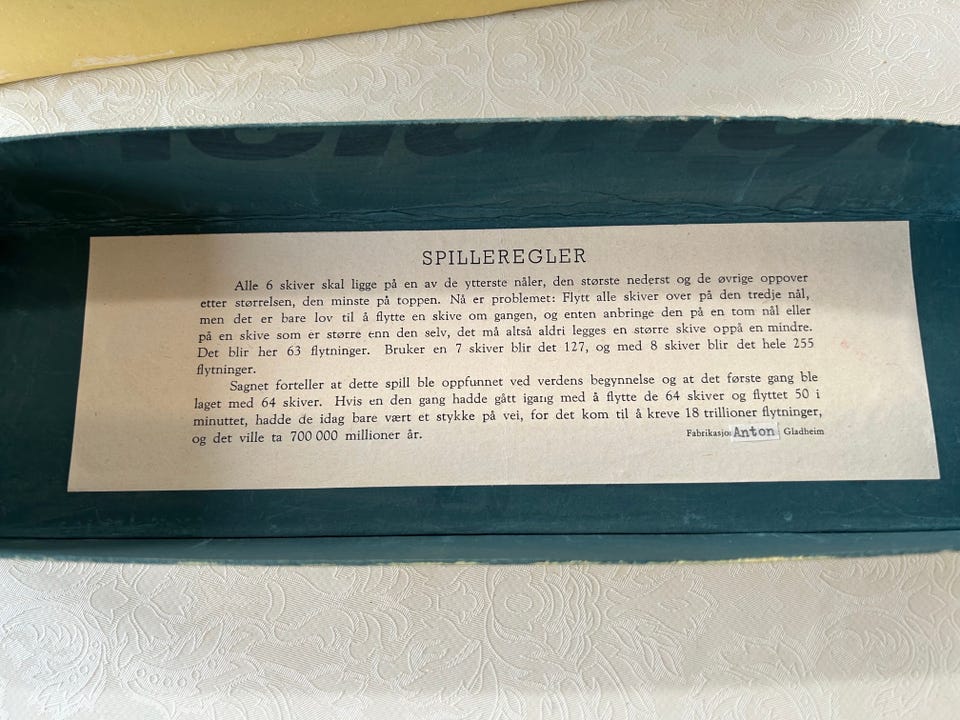 SPILLEREGLER
Alle 6 skiver skal ligge på en av de ytterste nåler, den største nederst og de øvrige oppover
etter størrelsen, den minste på toppen. Nå er problemet: Flytt alle skiver over på den tredje nål,
men det er bare lov til å flytte en skive om gangen, og enten anbringe den på en tom nål eller
på en skive som er større enn den selv, det må altså aldri legges en større skive oppå en mindre.
Det blir her 63 flytninger. Bruker en 7 skiver blir det 127, og med 8 skiver blir det hele 255
flytninger.
Sagnet forteller at dette spill ble oppfunnet ved verdens begynnelse og at det første gang ble
laget med 64 skiver. Hvis en den gang hadde gått igang med å flytte de 64 skiver og flyttet 50 i
minuttet, hadde de idag bare vært et stykke på vei, for det kom til å kreve 18 trillioner flytninger,
og det ville ta 700 000 millioner år.
Fabrikasjon Anton Gladheim